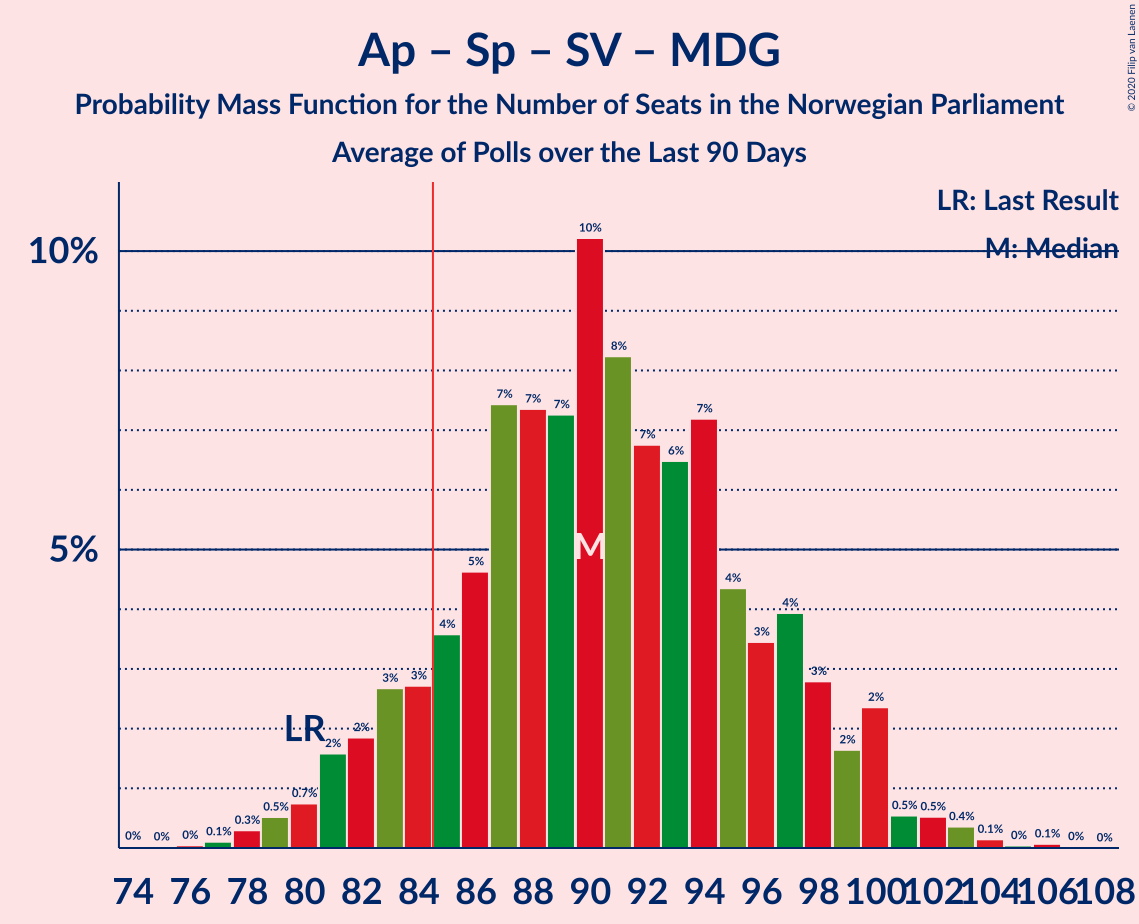 Ap – Sp – SV – MDG
Probability Mass Function for the Number of Seats in the Norwegian Parliament
Average of Polls over the Last 90 Days
© 2020 Filip van Laenen
LR: Last Result
M: Median
10%
5%
0% 0% 0% 0.1% 0.3% 0.5% 0.7% 2% 2% 3% 3% 4% 5% 7% 7% 7% 10% 8% 7% 6% 7% 4% 3% 4% 3% 2% 2% 0.5% 0.5% 0.4% 0.1% 0% 0.1% 0% 0%
LR
M
74 76 78 80 82 84 86 88 90 92 94 96 98 100 102 104 106 108